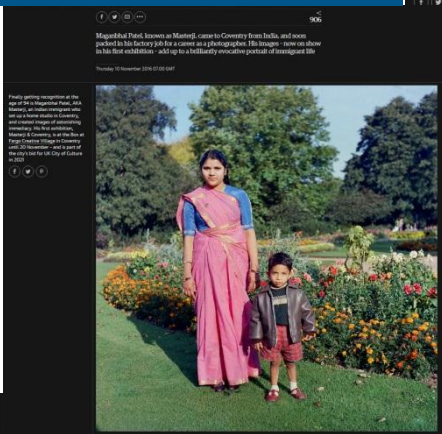 906
Maganbhai Patel, known as Masterji, came to Coventry from India, and soon
packed in his factory job for a career as a photographer. His images - now on show
in his first exhibition - add up to a brilliantly evocative portrait of immigrant life
Thursday 10 November 2016 07.00 GMT
Finally getting recognition at the
age of 94 is Maganbhai Patel, AKA
Masterji, an Indian immigrant who
set up a home studio in Coventry,
and created images of astonishing
immediacy. His first exhibition,
Masterji & Coventry, is at the Box at
Fargo Creative Village in Coventry
until 20 November - and is part of
the city's bid for UK City of Culture
in 2021